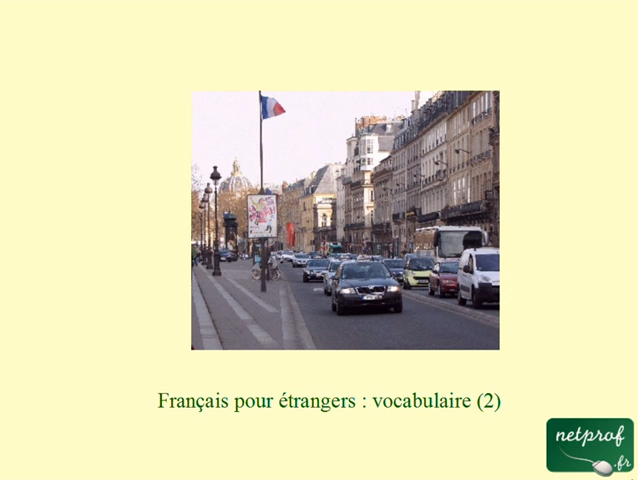 Français pour étrangers : vocabulaire (2)
netprof
.fr